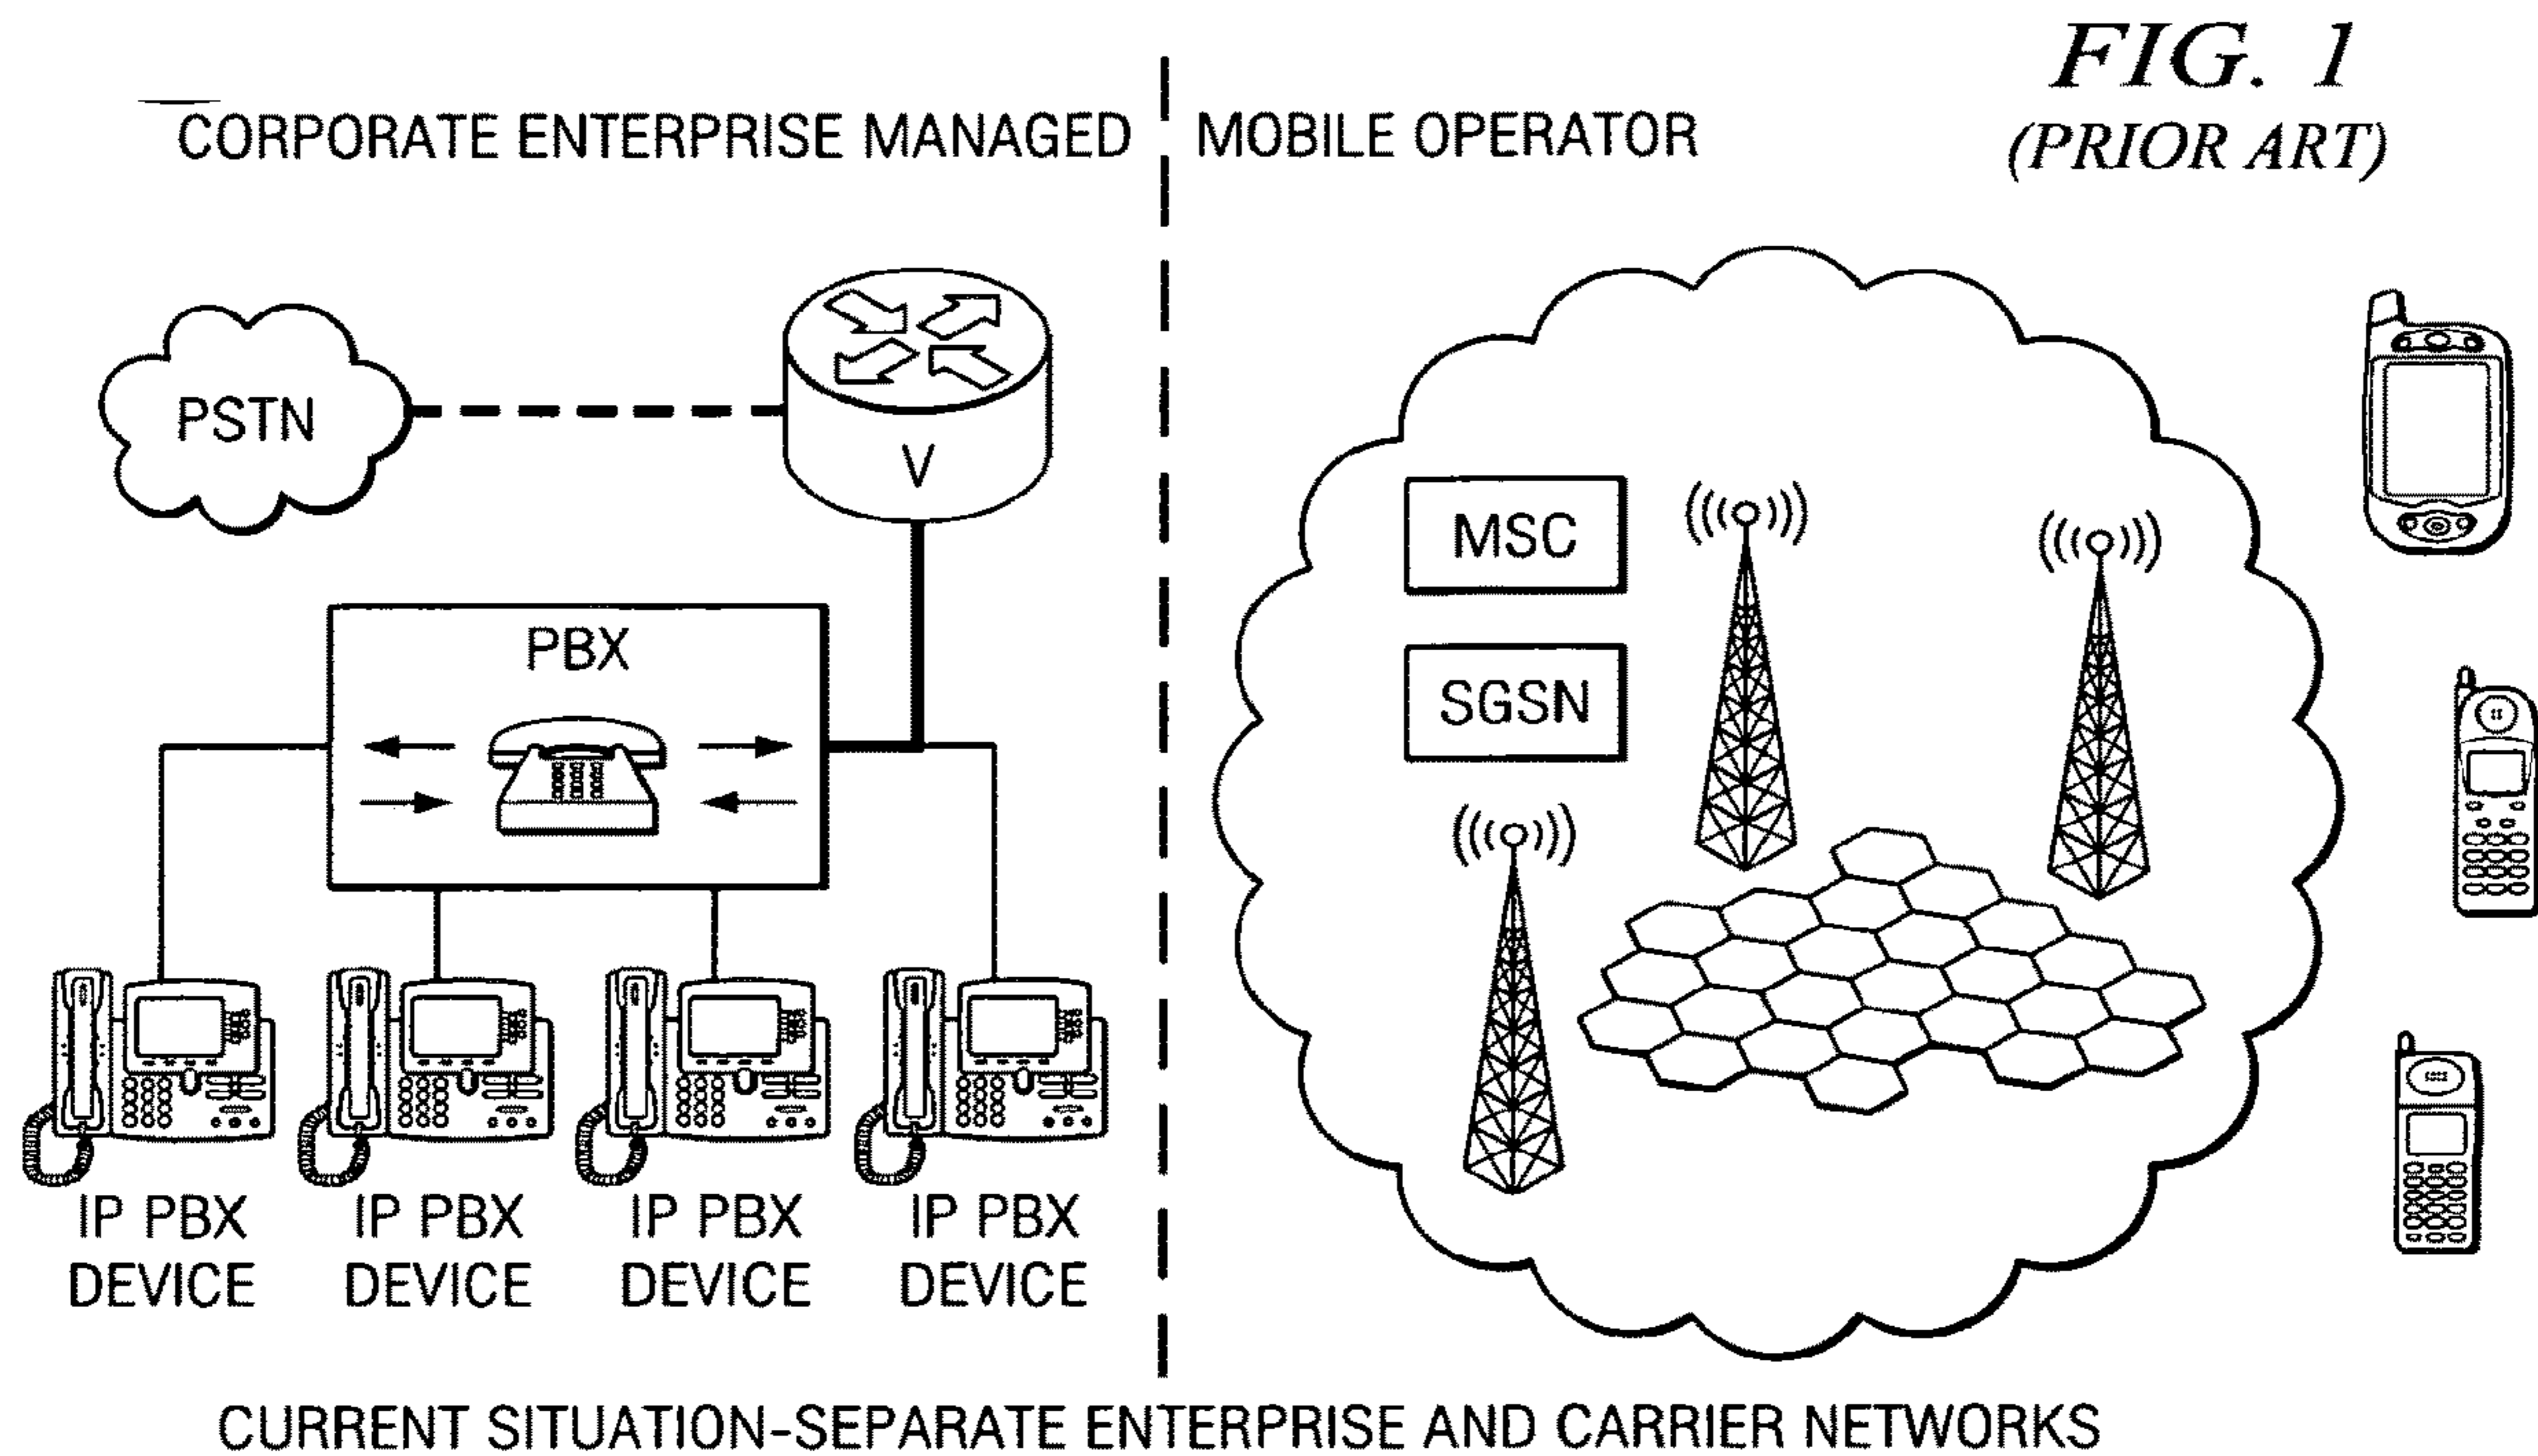 FIG. 1
(PRIOR ART)
CORPORATE ENTERPRISE MANAGED
MOBILE OPERATOR
PSTN
V
MSC
SGSN
PBX
IP PBX
DEVICE
IP PBX
DEVICE
IP PBX
DEVICE
IP PBX
DEVICE
CURRENT SITUATION-SEPARATE ENTERPRISE AND CARRIER NETWORKS